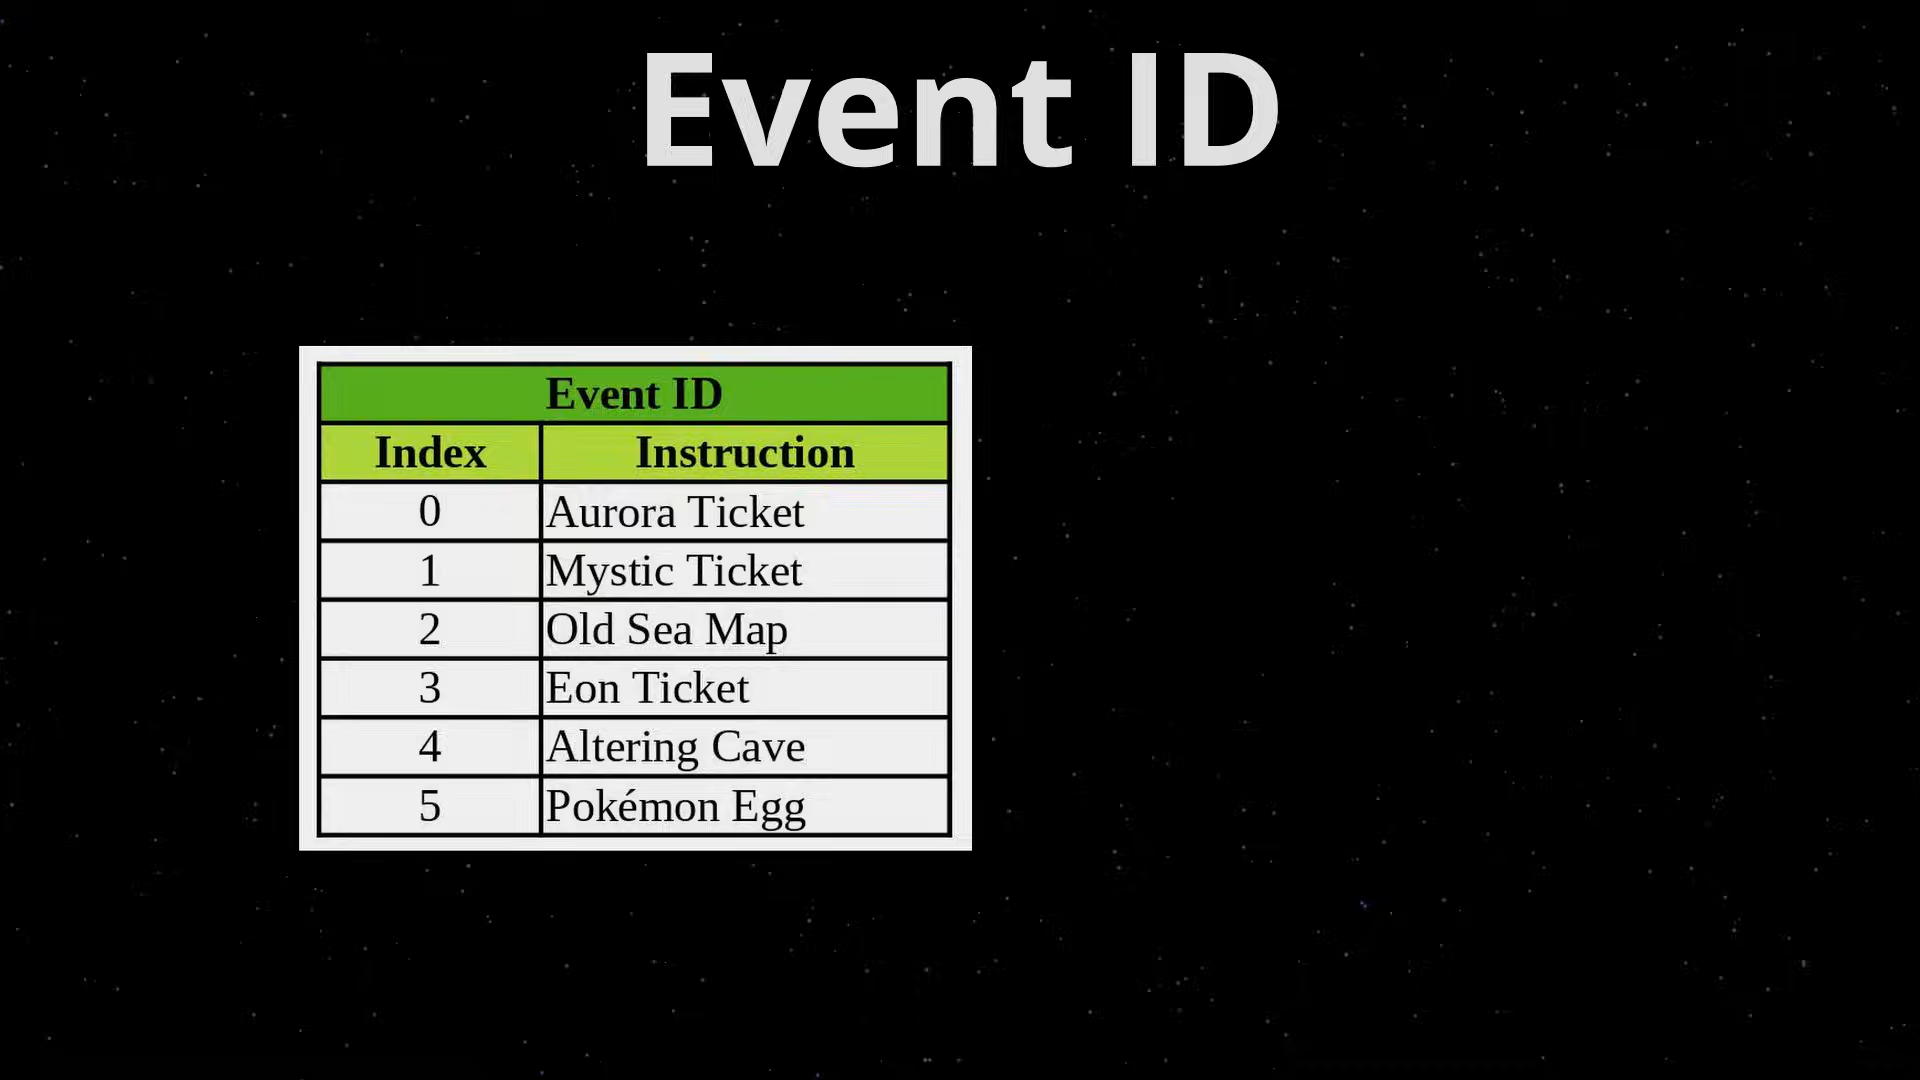 Event ID
Event ID
Index Instruction
0 Aurora Ticket
1 Mystic Ticket
2 Old Sea Map
3 Eon Ticket
4 Altering Cave
5 Pokémon Egg